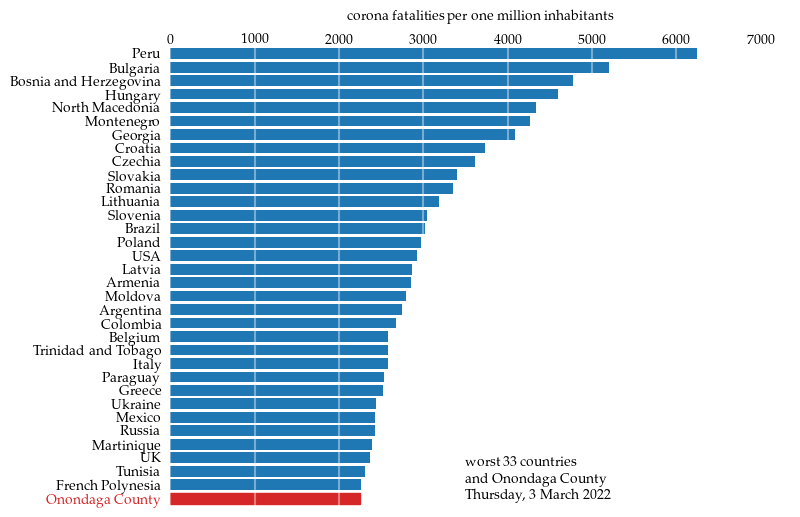 corona fatalities per one million inhabitants
0 1000 2000 3000 4000 5000 6000 7000
Peru
Bulgaria
Bosnia and Herzegovina
Hungary
North Macedonia
Montenegro
Georgia
Croatia
Czechia
Slovakia
Romania
Lithuania
Slovenia
Brazil
Poland
USA
Latvia
Armenia
Moldova
Argentina
Colombia
Belgium
Trinidad and Tobago
Italy
Paraguay
Greece
Ukraine
Mexico
Russia
Martinique
UK
Tunisia
French Polynesia
Onondaga County
worst 33 countries
and Onondaga County
Thursday, 3 March 2022